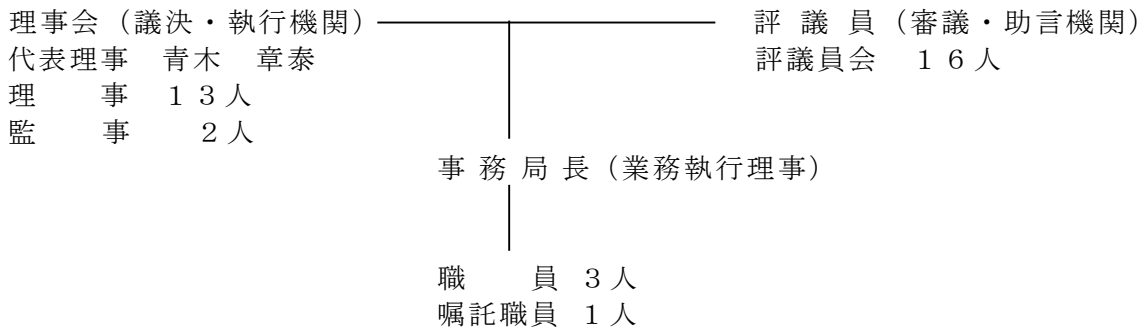 理事会(議決・執行機関)
代表理事 青木 章泰
理 事 13人
監 事 2人
評 議 員(審議・助言機関)
評議員会 16人
事 務 局 長(業務執行理事)
職 員 3人
嘱託職員 1人